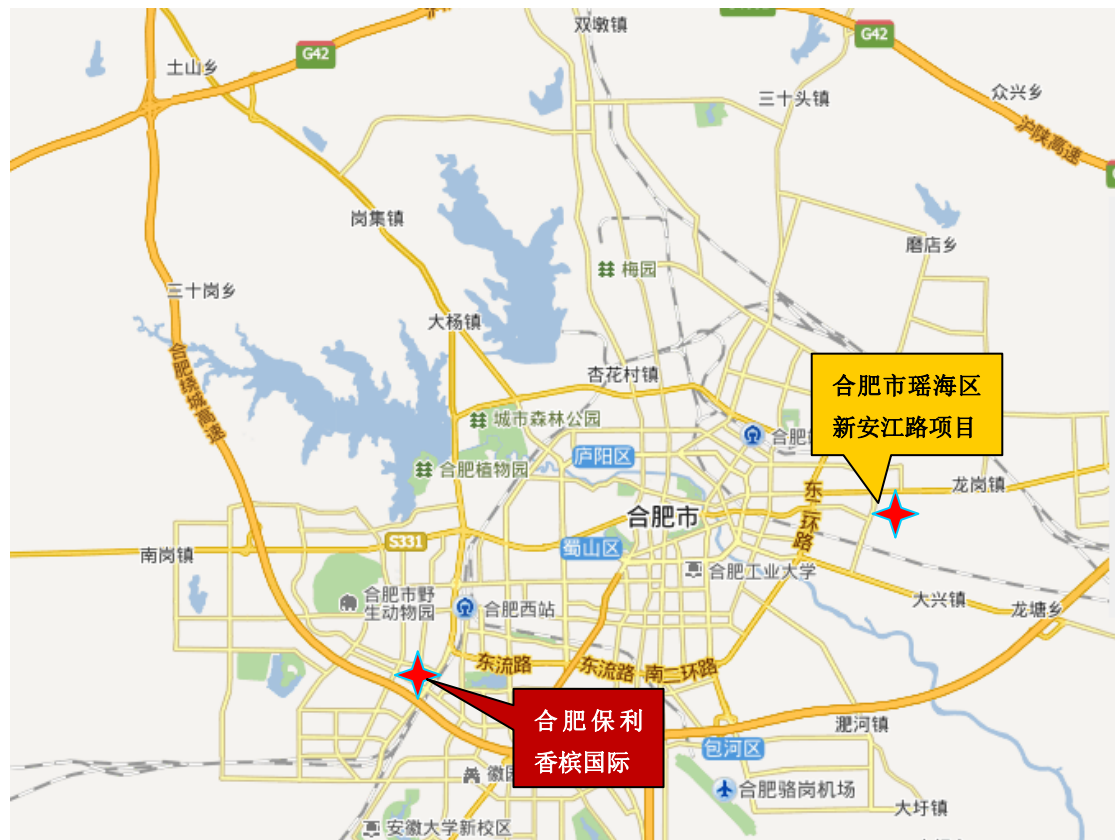 双墩镇
G42
G42
土山乡
众兴乡
三十头镇
沪陕高速
岗集镇
磨店乡
梅园
三十岗乡
大杨镇
合肥绕城高速
杏花村镇
合肥市瑶海区
新安江路项目
城市森林公园
合肥
庐阳区
合肥植物园
龙岗镇
东二环路
合肥市
S331
蜀山区
南岗镇
合肥工业大学
合肥市野
生动物园
合肥西站
大兴镇
龙塘乡
东流路
东流路
南二环路
合肥保利
香槟国际
淝河镇
包河区
徽园
合肥骆岗机场
大圩镇
安徽大学新校区